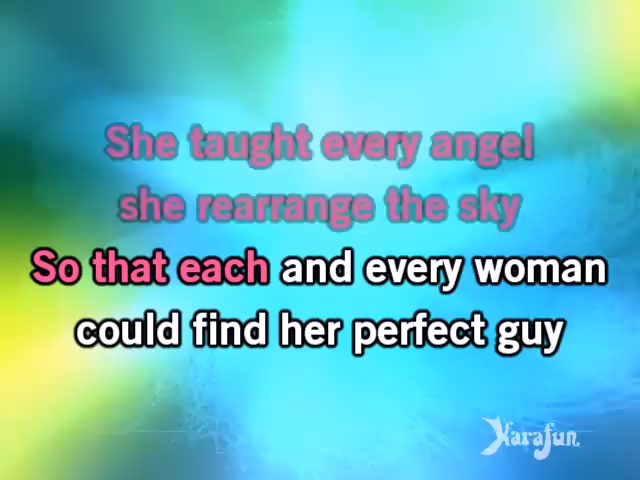 She taught every angel
she rearrange the sky
So that each and every woman
could find her perfect guy
Karafun